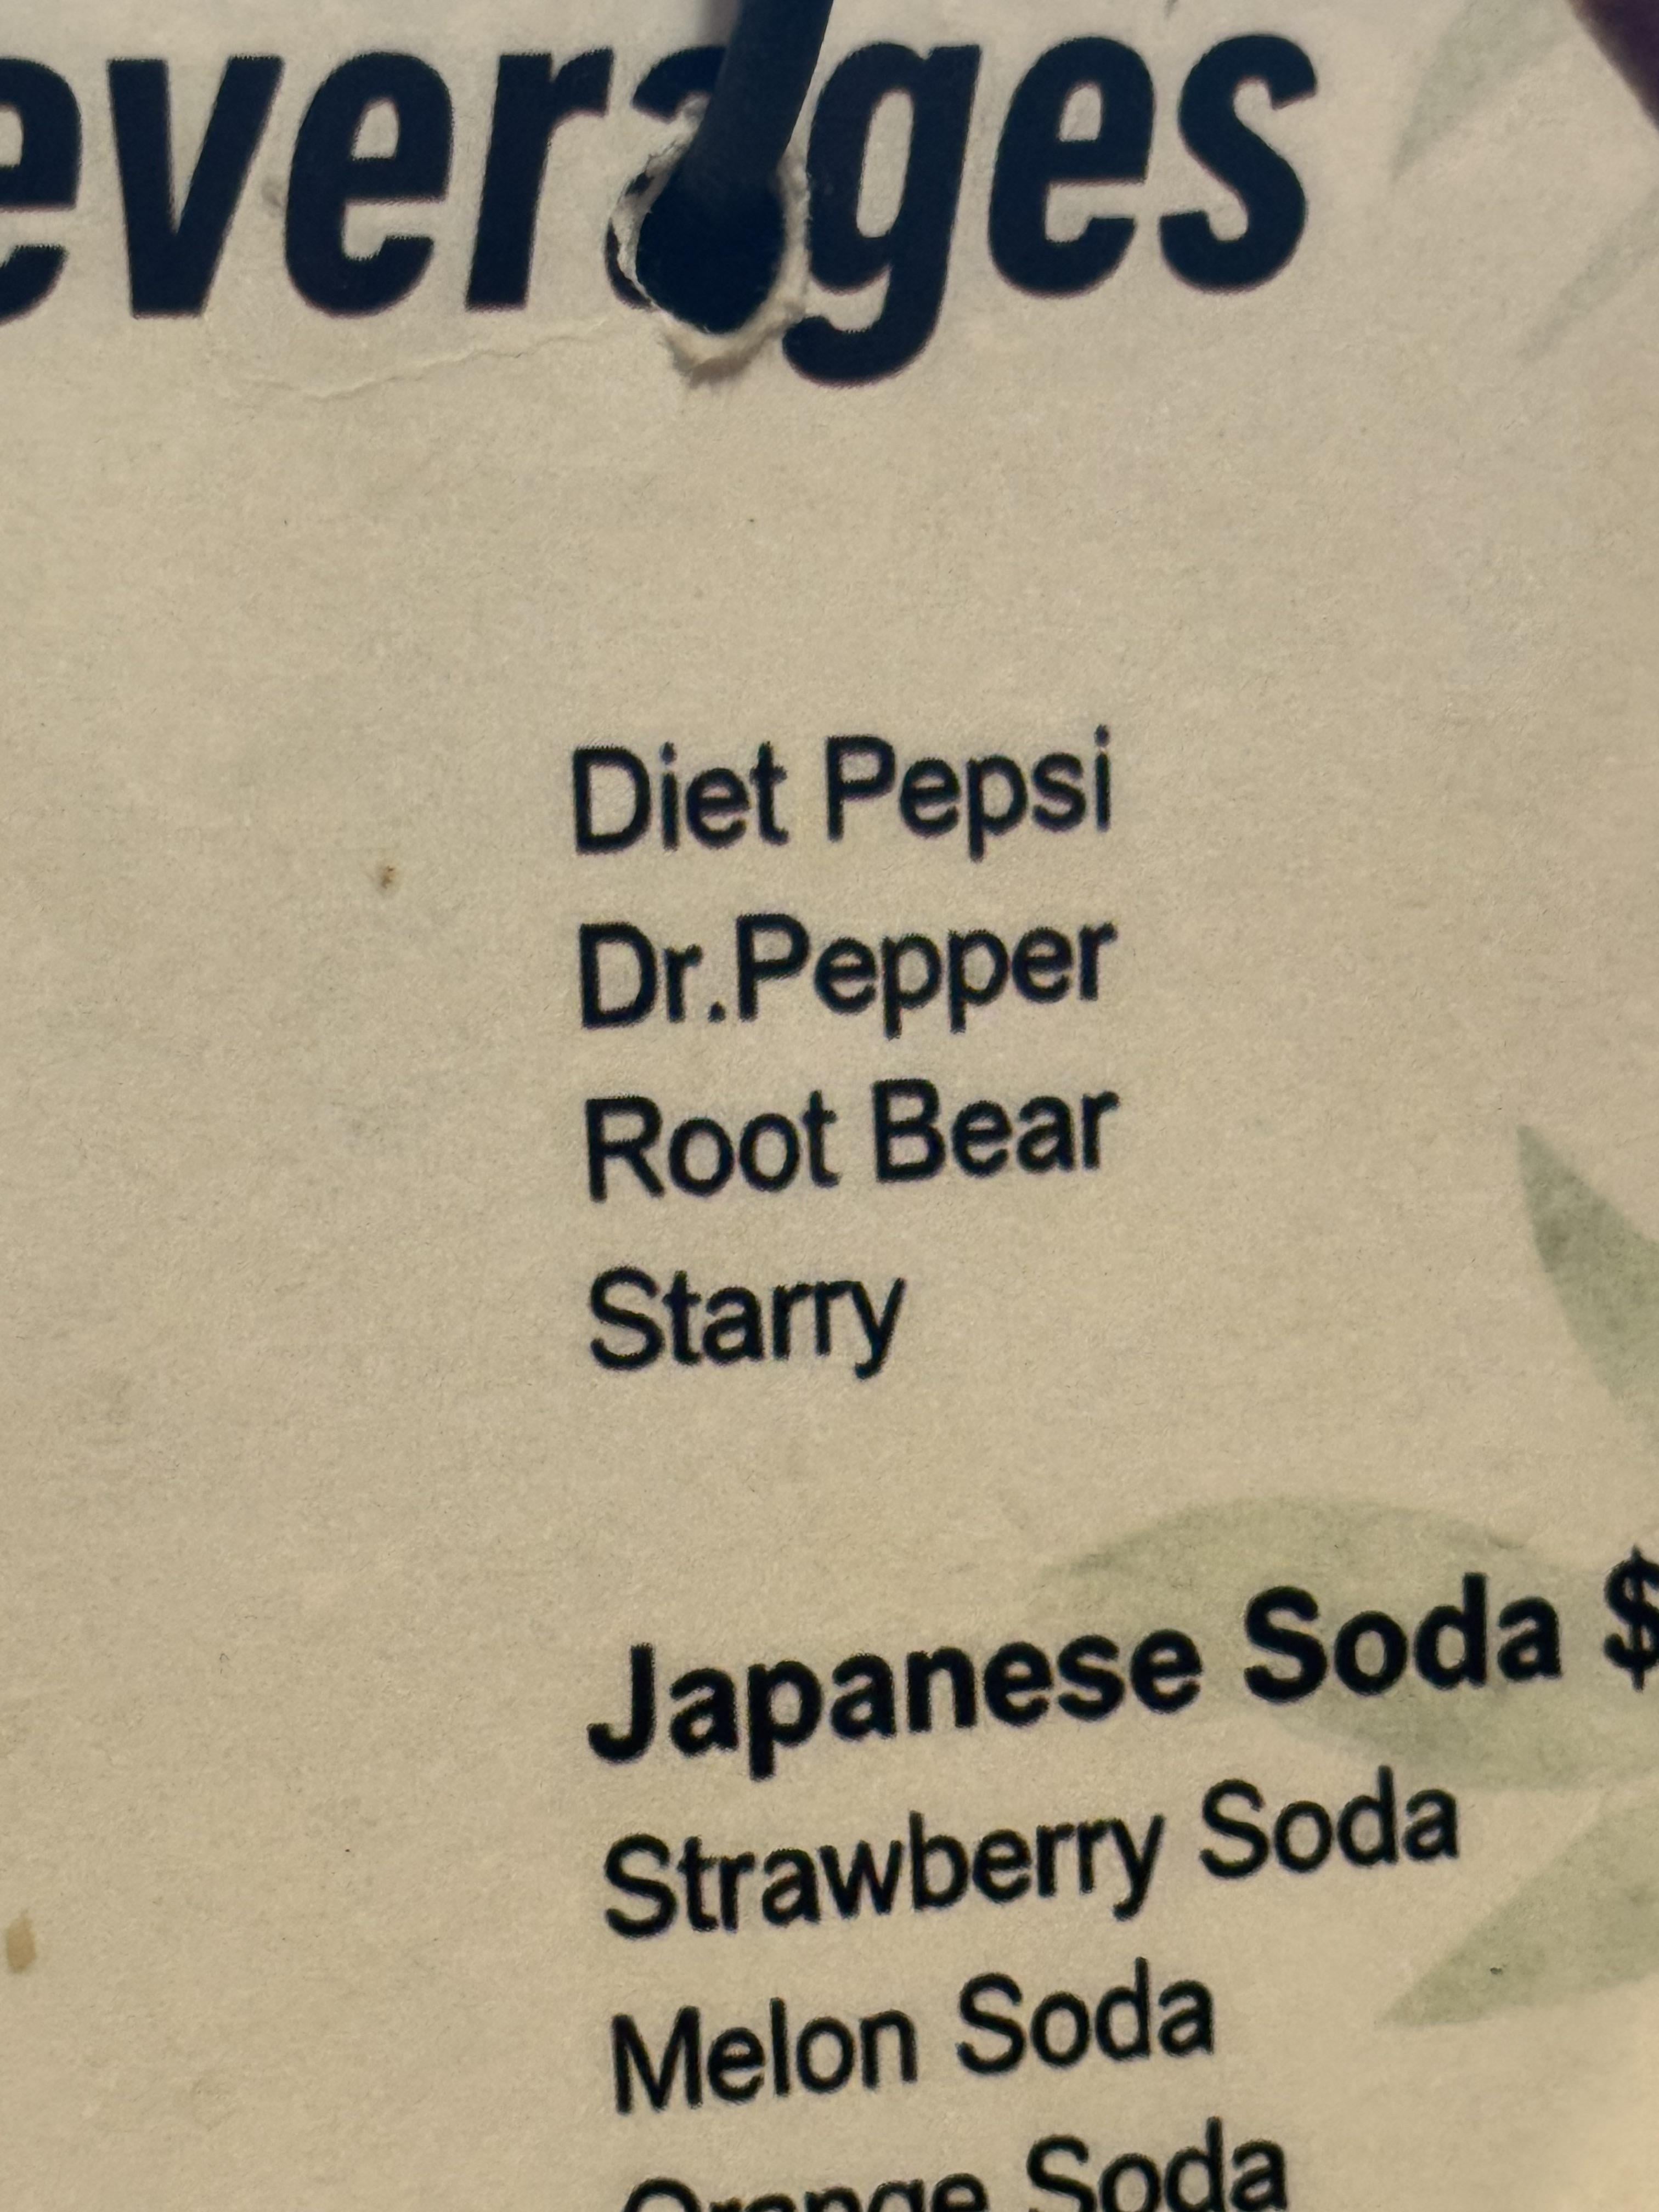 everages
Diet Pepsi
Dr.Pepper
Root Bear
Starry
Japanese Soda $
Strawberry Soda
Melon Soda
Orange Soda